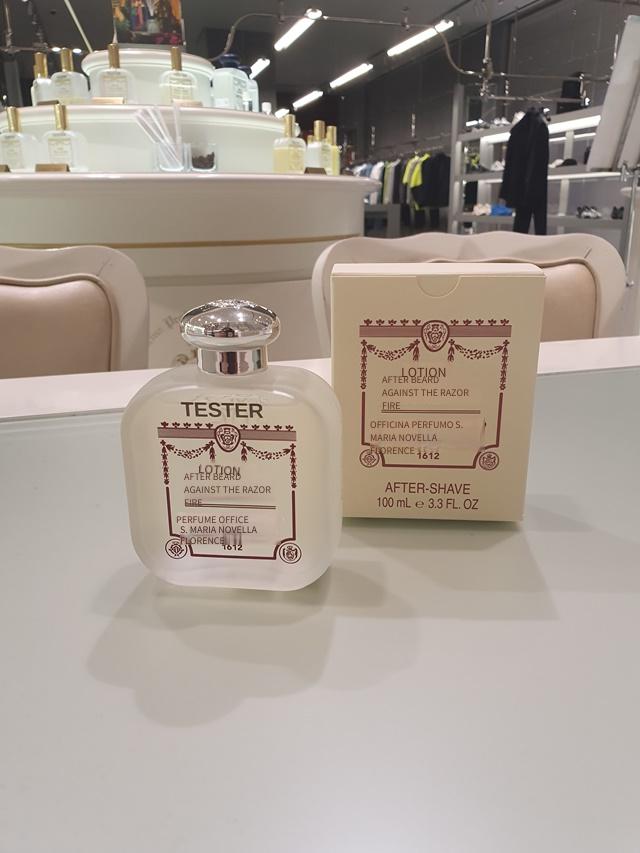 TESTER
LOTION
AFTER BEARD
AGAINST THE RAZOR
FIRE
PERFUME OFFICE
S. MARIA NOVELLA
FLORENCE
1612
LOTION
AFTER BEARD
AGAINST THE RAZOR
FIRE
OFFICINA PERFUMO S.
MARIA NOVELLA
FLORENCE
1612
AFTER-SHAVE
100 mL e 3.3 FL. OZ